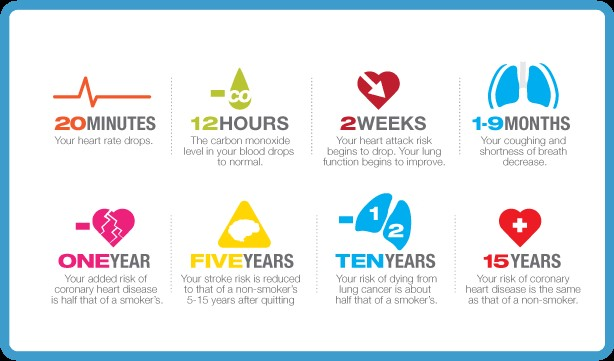 20MINUTES
Your heart rate drops.
-CO
12HOURS
The carbon monoxide
level in your blood drops
to normal.
2WEEKS
Your heart attack risk
begins to drop. Your lung
function begins to improve.
1-9MONTHS
Your coughing and
shortness of breath
decrease.
ONEYEAR
Your added risk of
coronary heart disease
is half that of a smoker's.
FIVEYEARS
Your stroke risk is reduced
to that of a non-smoker's
5-15 years after quitting
1
2
TENYEARS
Your risk of dying from
lung cancer is about
half that of a smoker's.
15YEARS
Your risk of coronary
heart disease is the same
as that of a non-smoker.